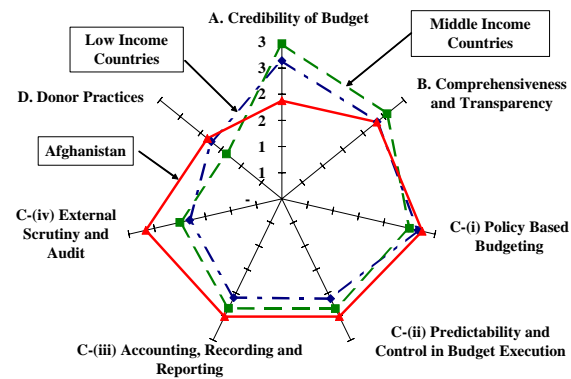 A. Credibility of Budget
Middle Income
Countries
Low Income
Countries
3
3
2
2
1
1
-
B. Comprehensiveness
and Transparency
D. Donor Practices
Afghanistan
C-(iv) External
Scrutiny and
Audit
C-(i) Policy Based
Budgeting
C-(ii) Predictability and
Control in Budget Execution
C-(iii) Accounting, Recording and
Reporting